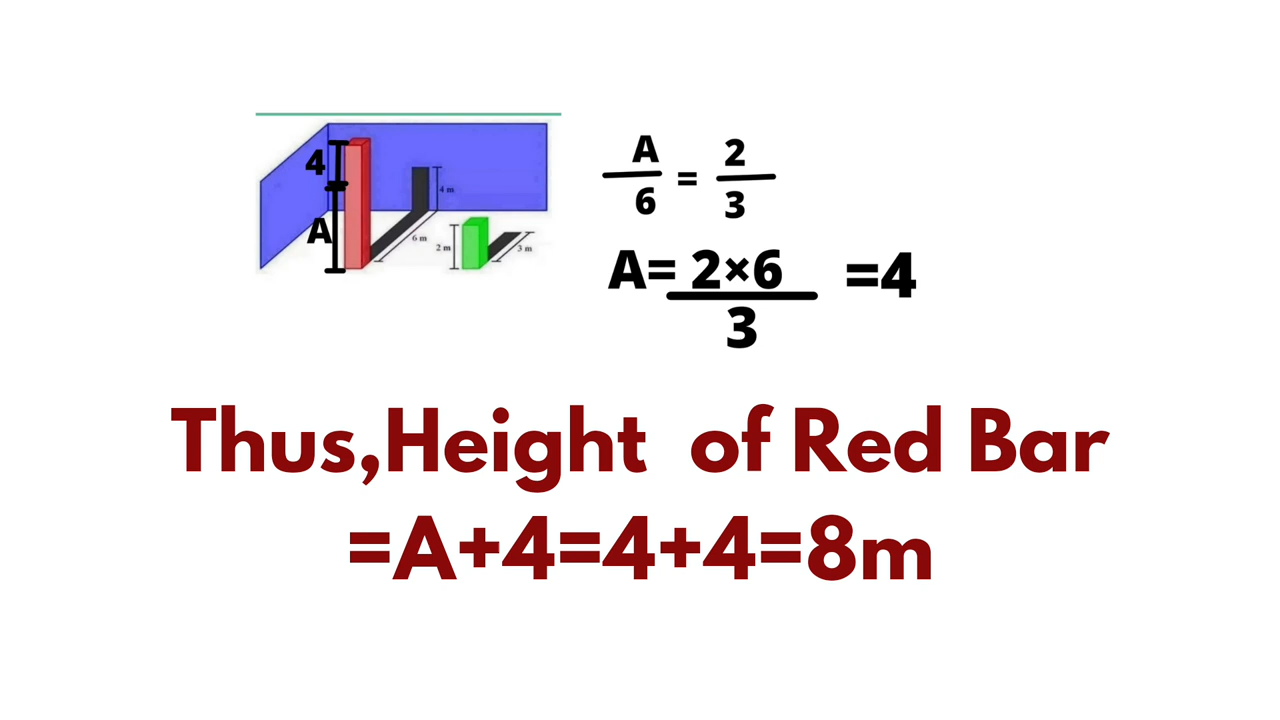 4
A
4 m
6 m
2 m
3 m
A/6 = 2/3
A= 2×6/3 =4
Thus,Height of Red Bar
=A+4=4+4=8m